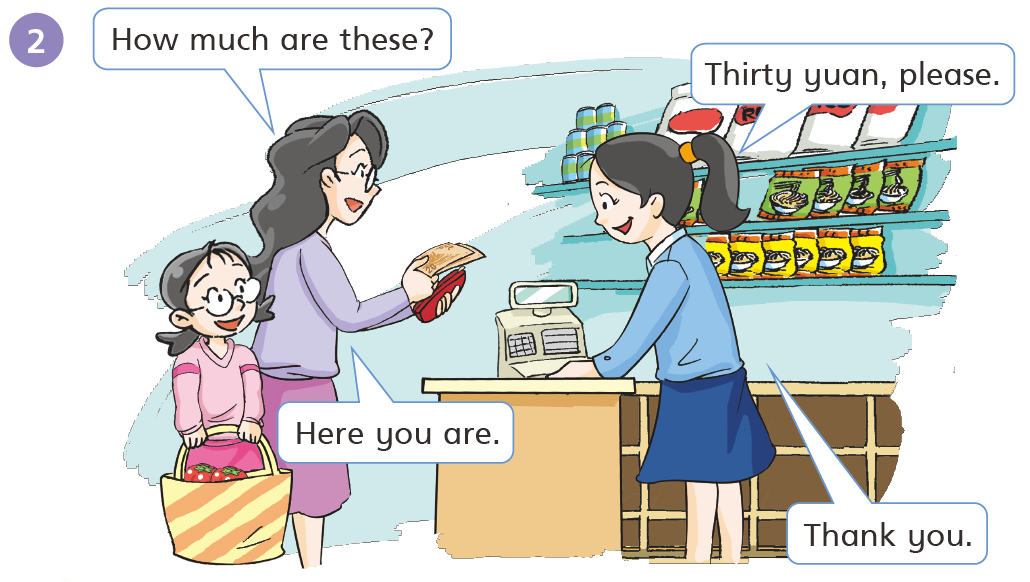 2
How much are these?
Thirty yuan, please.
Here you are.
Thank you.